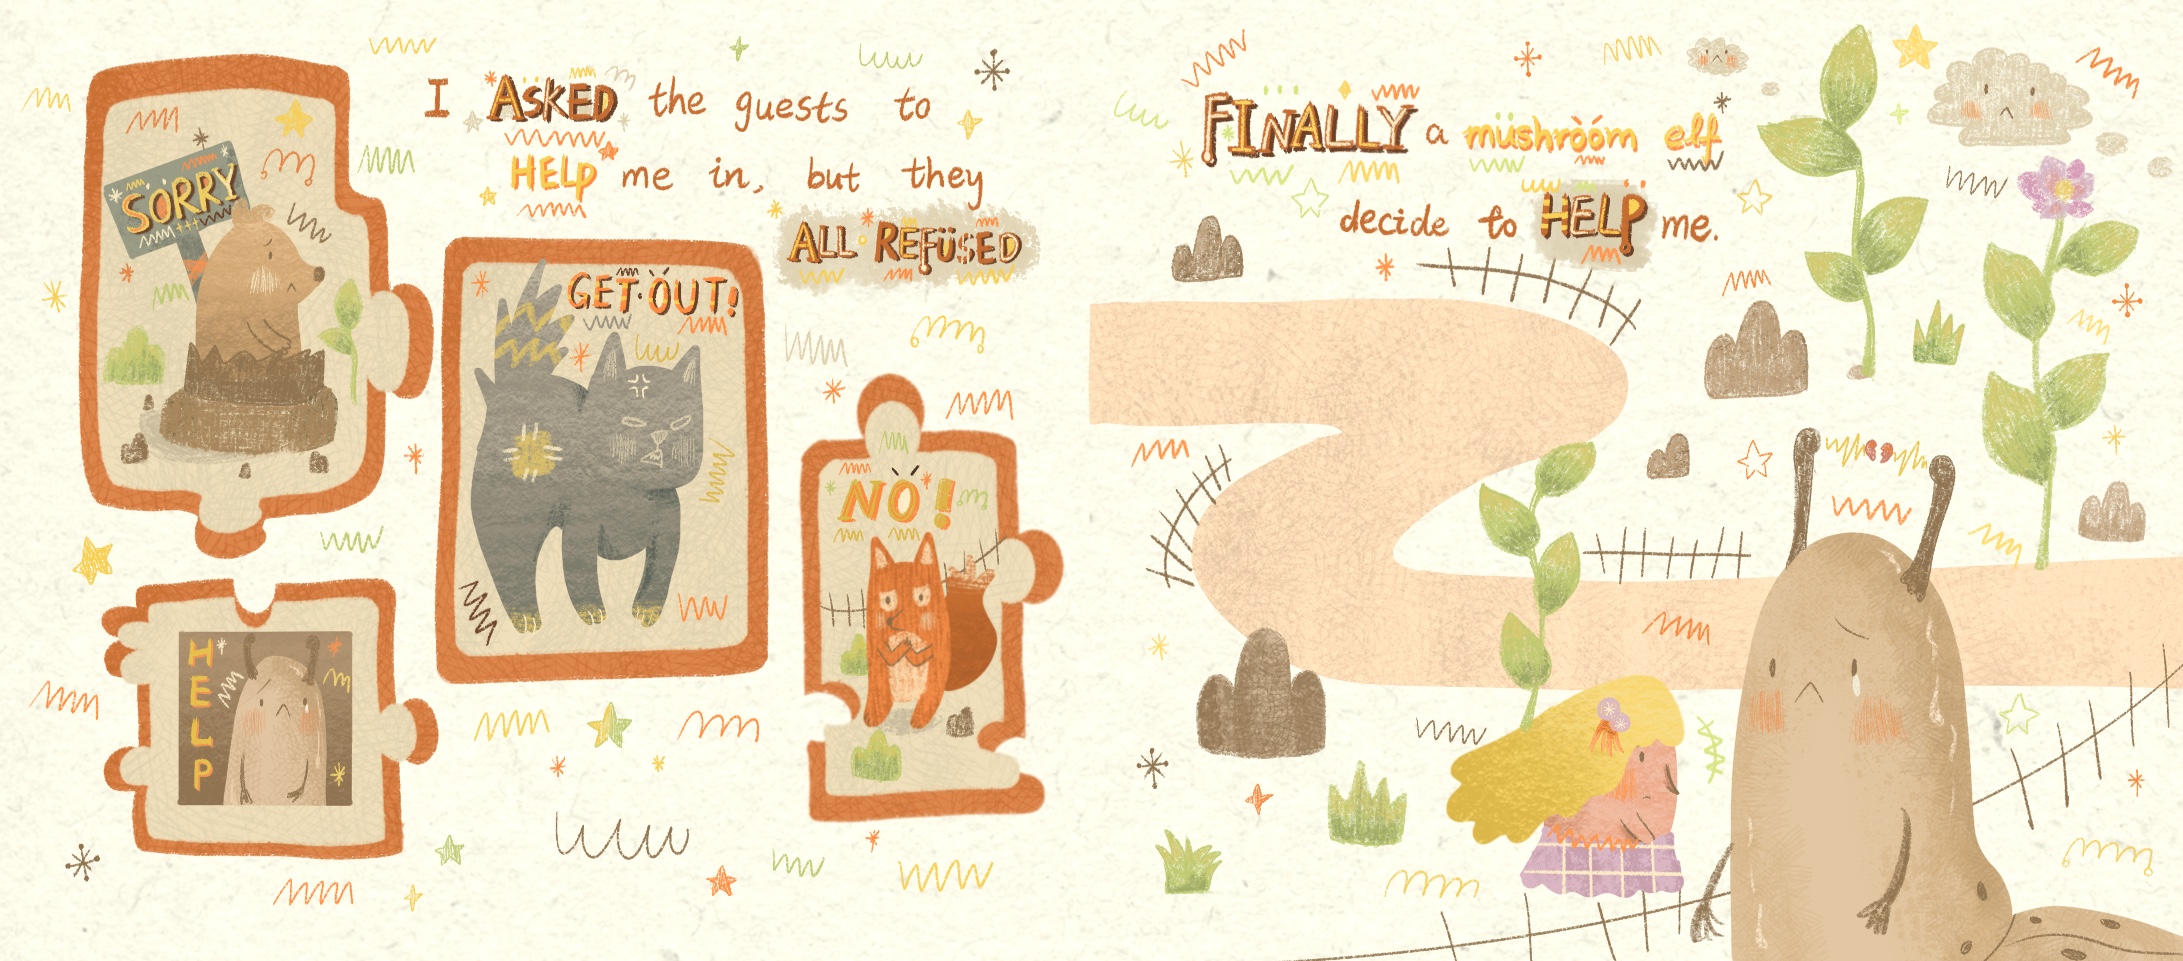 I ASKED the guests to
HELP me in, but they
ALL REFUSED
SORRY
GET OUT!
NO!
HELP
FINALLY a mushroom elf
decide to HELP me.